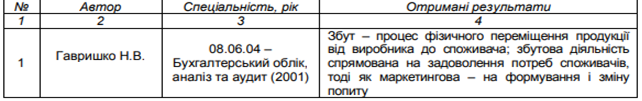 № Автор Спеціальність, рік Отримані результати
1 2 3 4
1 Гавришко Н.В. 08.06.04 – Бухгалтерський облік, аналіз та аудит (2001) Збут – процес фізичного переміщення продукції
від виробника до споживача; збутова діяльність
спрямована на задоволення потреб споживачів,
тоді як маркетингова – на формування і зміну
попиту